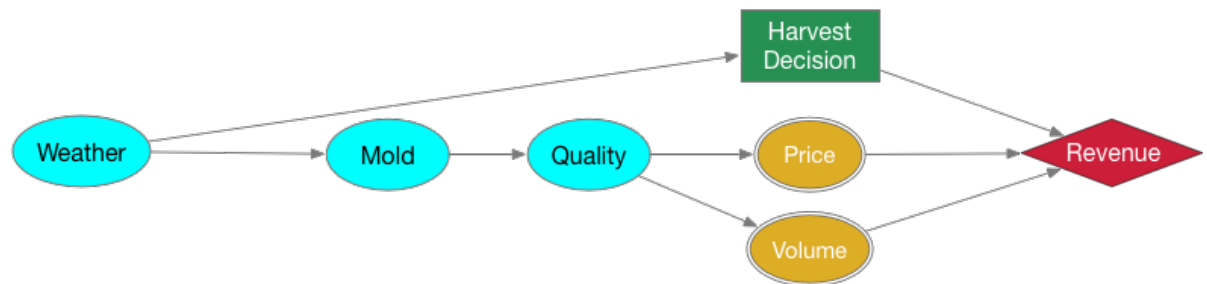 Harvest
Decision
Weather
Mold
Quality
Price
Revenue
Volume